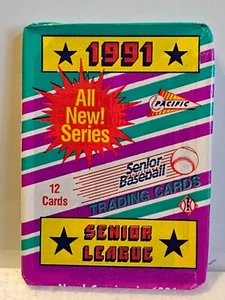 1991
All
New!
Series
PACIFIC
Senior
Baseball
TRADING CARDS
12
Cards
SENIOR
LEAGUE